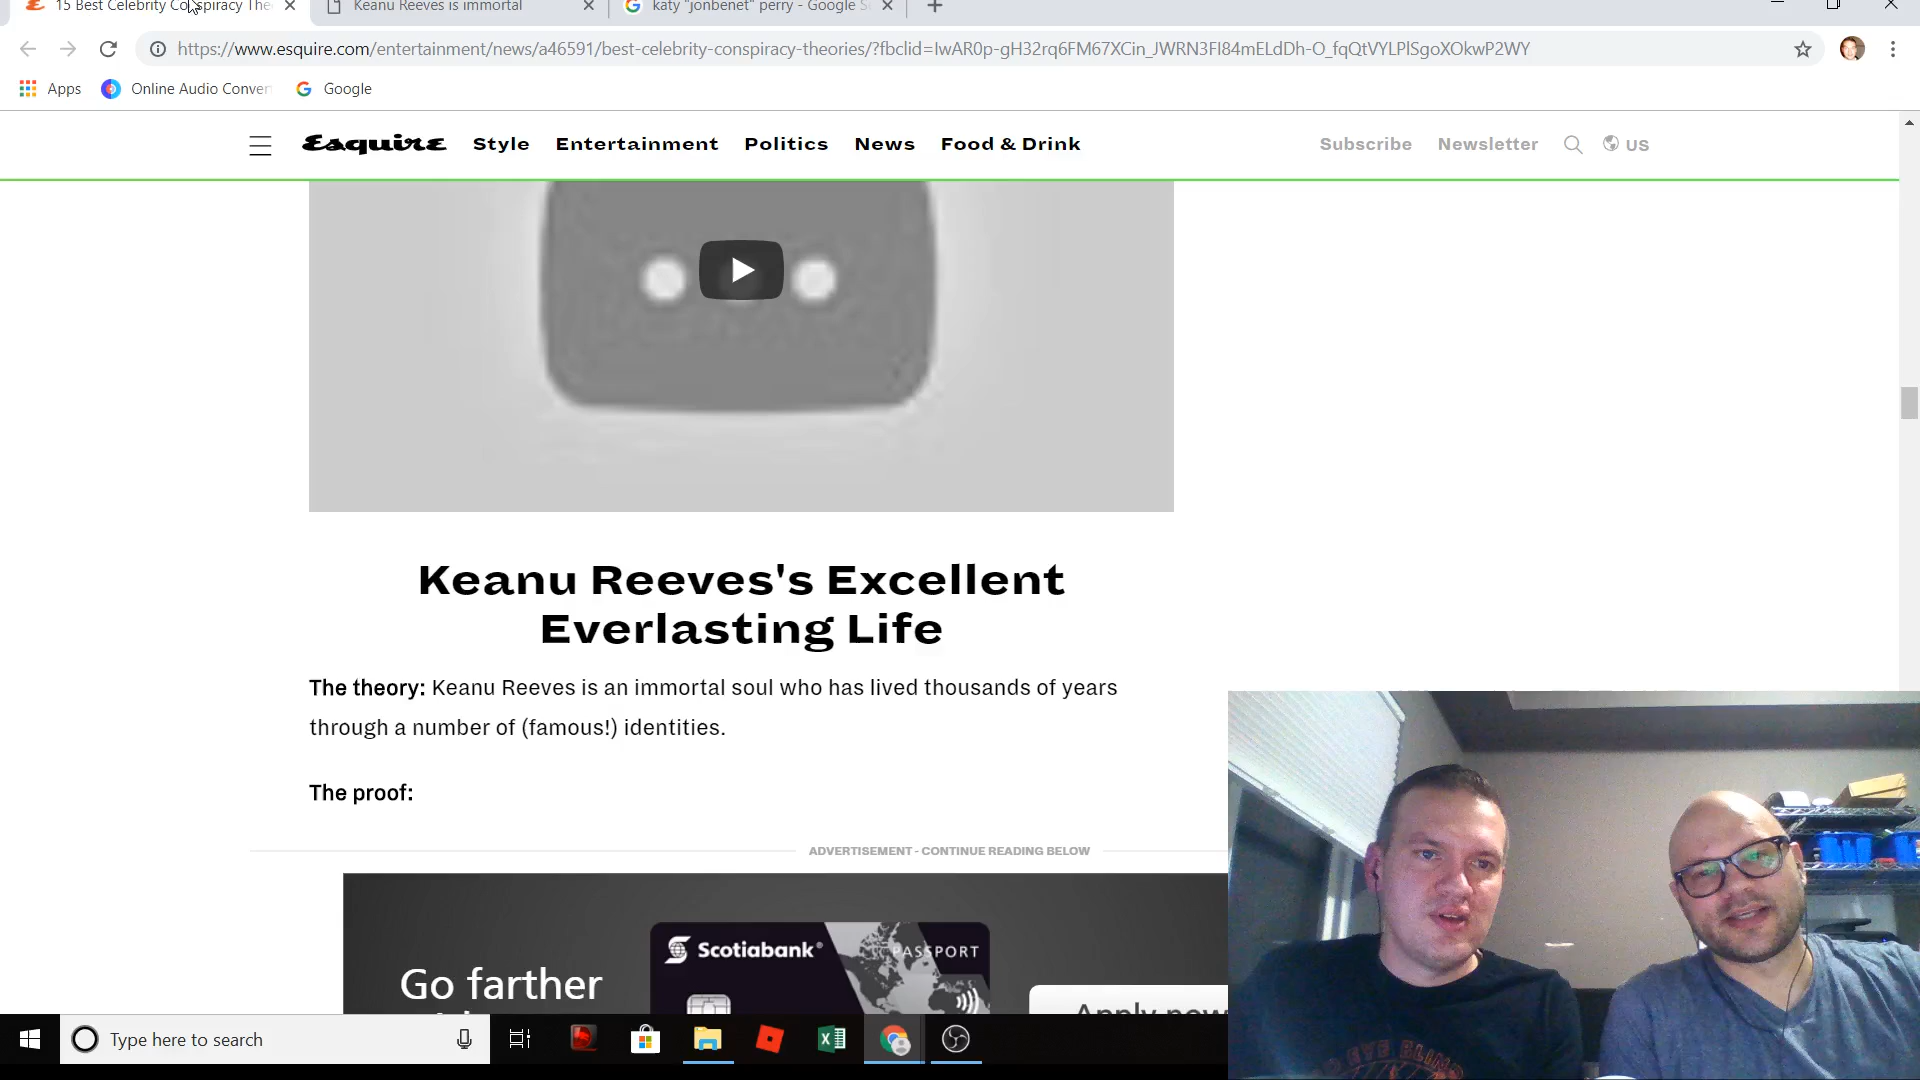 15 Best Celebrity Conspiracy The
Keanu Reeves is immortal
katy "jonbenet" perry - Google S
https://www.esquire.com/entertainment/news/a46591/best-celebrity-conspiracy-theories/?fbclid=IwAR0p-gH32rq6FM67XCin_JWRN3Fl84mELdDh-O_fqQtVYLPlSgoXOkwP2WY
Apps
Online Audio Conver
Google
Esquire
Style
Entertainment
Politics
News
Food & Drink
Subscribe
Newsletter
US
Keanu Reeves's Excellent
Everlasting Life
The theory: Keanu Reeves is an immortal soul who has lived thousands of years
through a number of (famous!) identities.
The proof:
ADVERTISEMENT - CONTINUE READING BELOW
Go farther
Scotiabank®
PASSPORT
Apply now
Type here to search